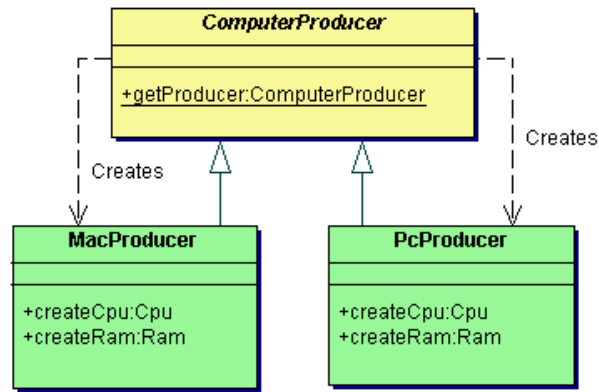 ComputerProducer
+getProducer:ComputerProducer
Creates
Creates
MacProducer
+createCpu:Cpu
+createRam:Ram
PcProducer
+createCpu:Cpu
+createRam:Ram